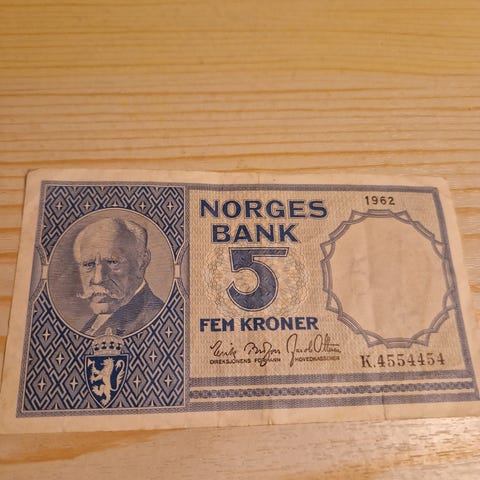 1962
NORGES
BANK
5
FEM KRONER
DIREKSJONENS FORMANN HOVEDKASSERER
K.4554454